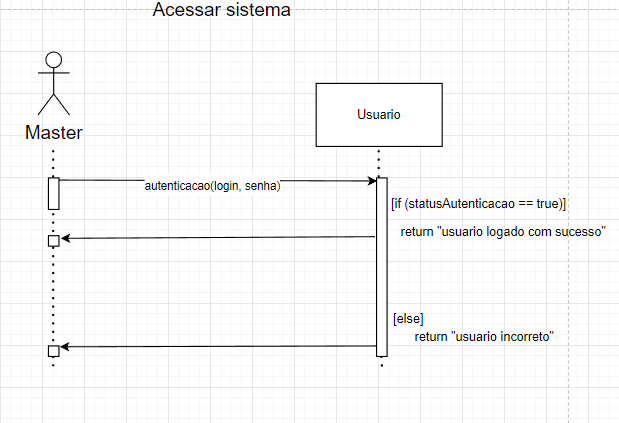 Acessar sistema
Master
Usuario
autenticacao(login, senha)
[if (statusAutenticacao == true)]
return "usuario logado com sucesso"
[else]
return "usuario incorreto"